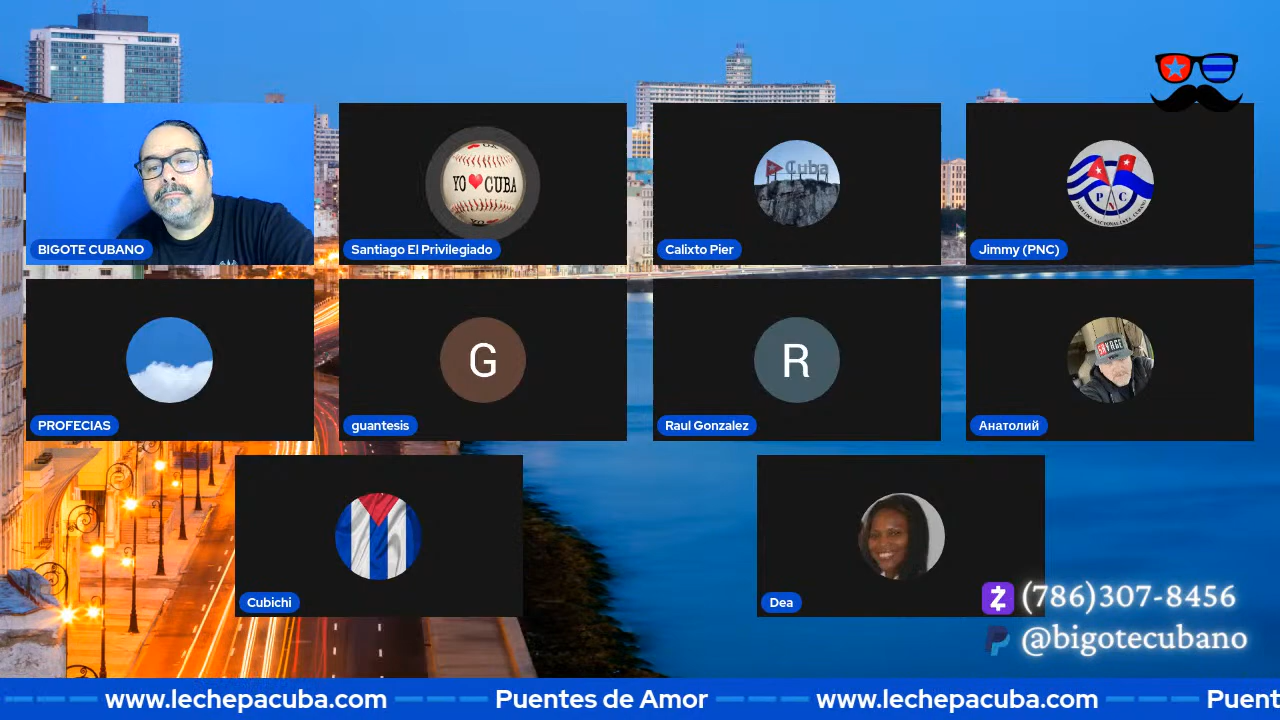 YO CUBA
Cuba
PNC
BIGOTE CUBANO
Santiago El Privilegiado
Calixto Pier
Jimmy (PNC)
G
R
SAVAGE
PROFECIAS
guantesis
Raul Gonzalez
Анатолий
Cubichi
Dea
(786)307-8456
@bigotecubano
www.lechepacuba.com Puentes de Amor www.lechepacuba.com Puent